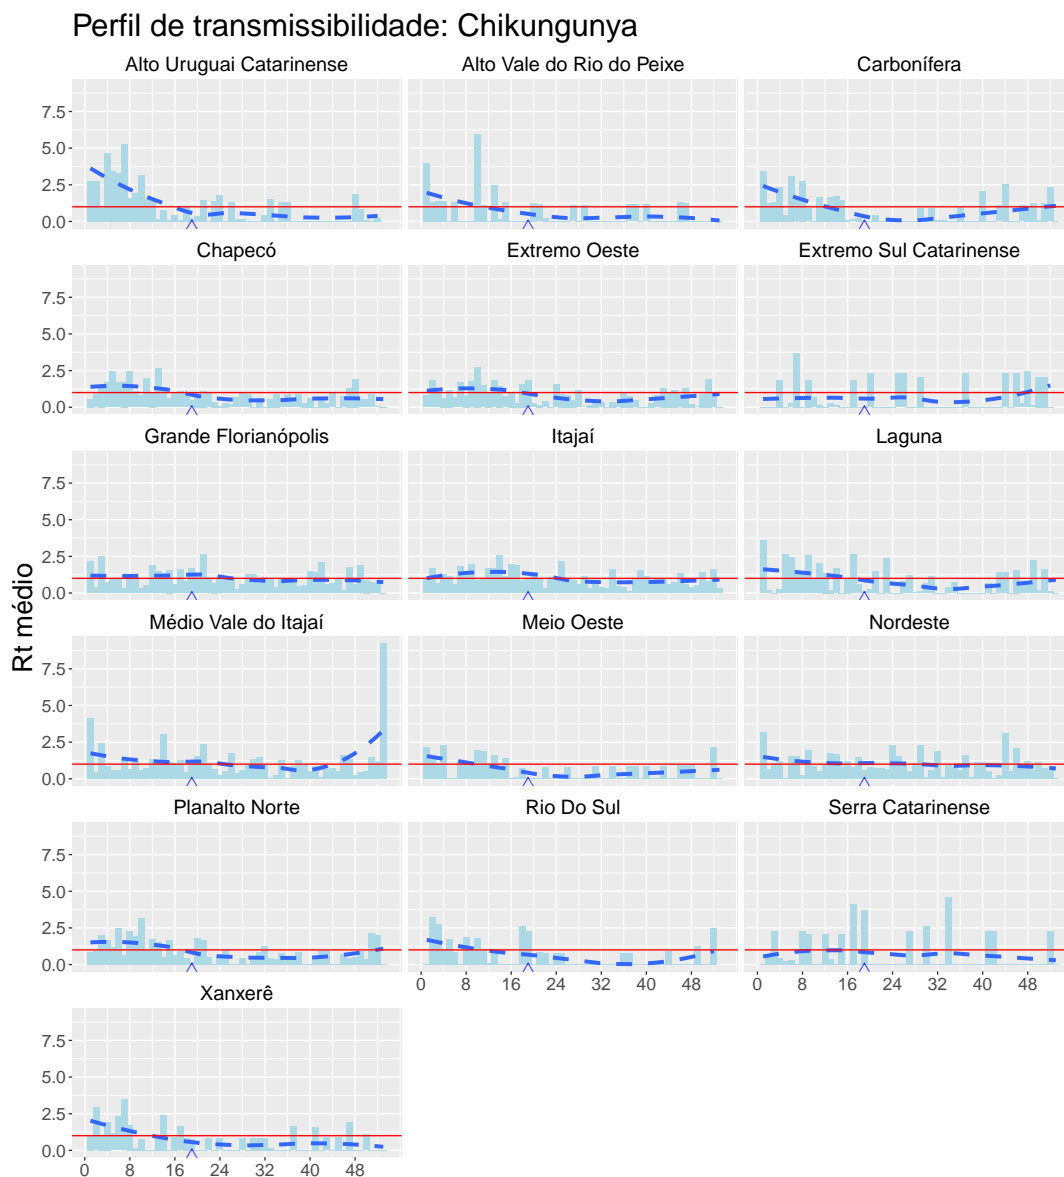 Perfil de transmissibilidade: Chikungunya
Alto Uruguai Catarinense
Alto Vale do Rio do Peixe
Carbonífera
7.5
5.0
2.5
0.0
Chapecó
Extremo Oeste
Extremo Sul Catarinense
7.5
5.0
2.5
0.0
Grande Florianópolis
Itajaí
Laguna
7.5
5.0
2.5
0.0
Rt médio
Médio Vale do Itajaí
Meio Oeste
Nordeste
7.5
5.0
2.5
0.0
Planalto Norte
Rio Do Sul
Serra Catarinense
7.5
5.0
2.5
0.0
0 8 16 24 32 40 48
0 8 16 24 32 40 48
Xanxerê
7.5
5.0
2.5
0.0
0 8 16 24 32 40 48